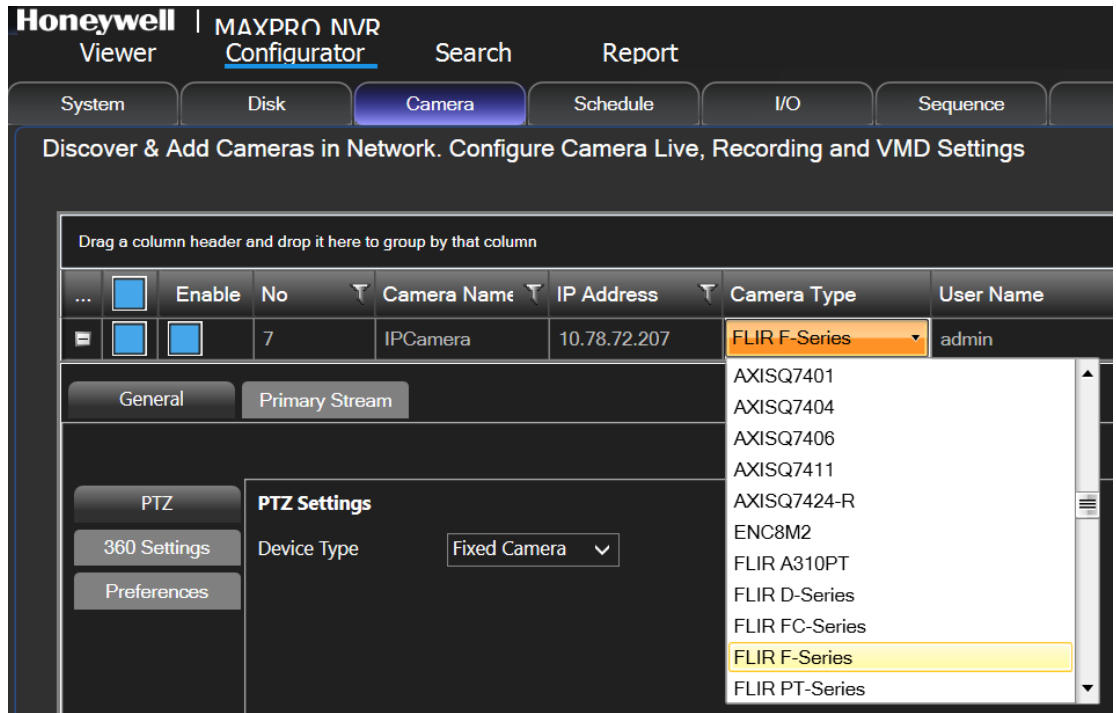 Honeywell | MAXPRO NVR
Viewer Configurator Search Report
System Disk Camera Schedule I/O Sequence
Discover & Add Cameras in Network. Configure Camera Live, Recording and VMD Settings
Drag a column header and drop it here to group by that column
... Enable No Camera Name IP Address Camera Type User Name
7 IPCamera 10.78.72.207 FLIR F-Series admin
General Primary Stream
AXISQ7401
AXISQ7404
AXISQ7406
AXISQ7411
AXISQ7424-R
ENC8M2
FLIR A310PT
FLIR D-Series
FLIR FC-Series
FLIR F-Series
FLIR PT-Series
PTZ
360 Settings
Preferences
PTZ Settings
Device Type Fixed Camera